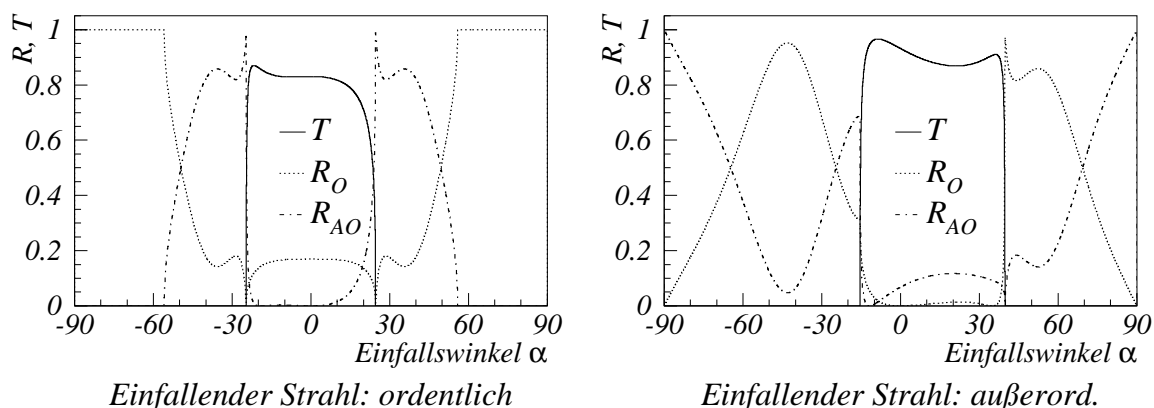 R, T
1
0.8
0.6
0.4
0.2
0
T
R_O
R_AO
-90 -60 -30 0 30 60 90
Einfallswinkel α
Einfallender Strahl: ordentlich
R, T
1
0.8
0.6
0.4
0.2
0
T
R_O
R_AO
-90 -60 -30 0 30 60 90
Einfallswinkel α
Einfallender Strahl: außerord.